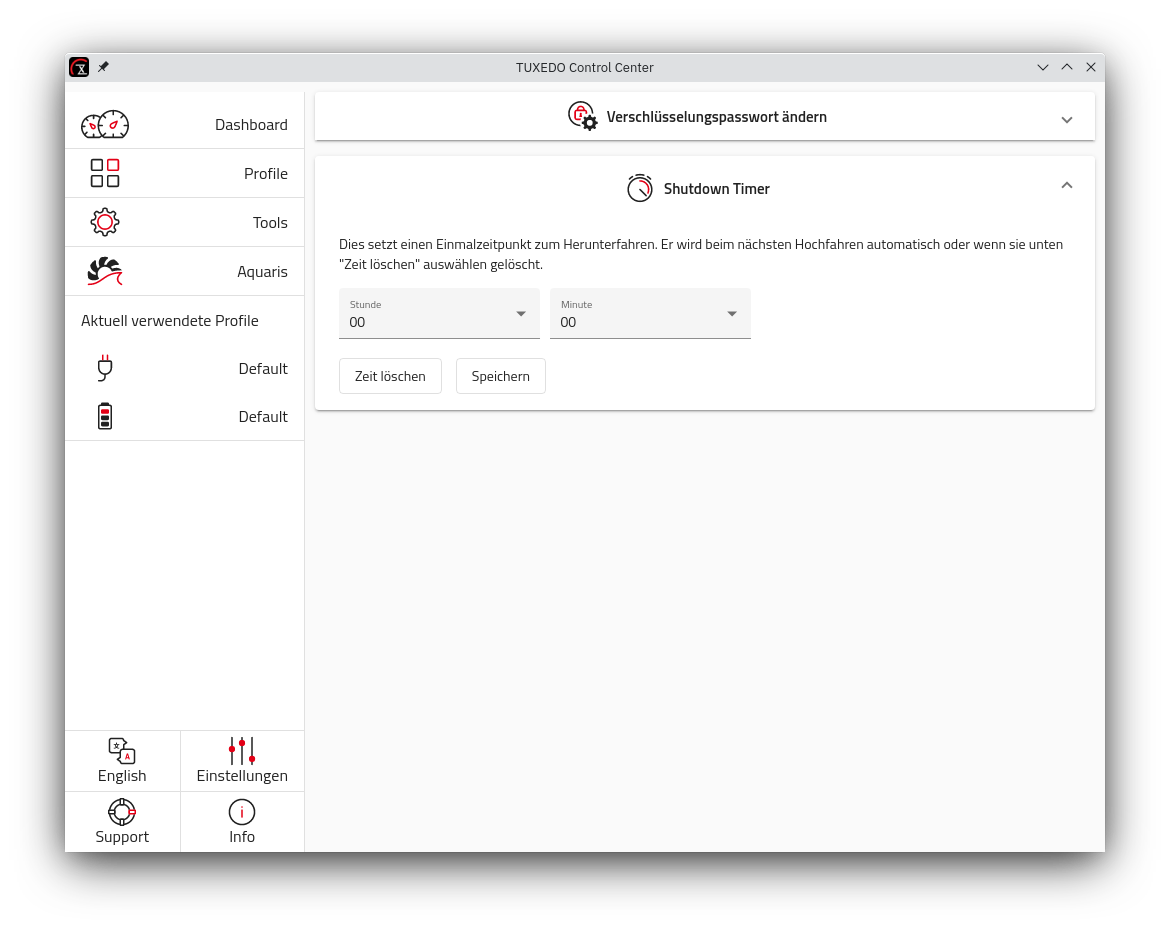 TUXEDO Control Center
Dashboard
Profile
Tools
Aquaris
Aktuell verwendete Profile
Default
Default
English
Einstellungen
Support
Info
Verschlüsselungspasswort ändern
Shutdown Timer
Dies setzt einen Einmalzeitpunkt zum Herunterfahren. Er wird beim nächsten Hochfahren automatisch oder wenn sie unten
"Zeit löschen" auswählen gelöscht.
Stunde
00
Minute
00
Zeit löschen
Speichern